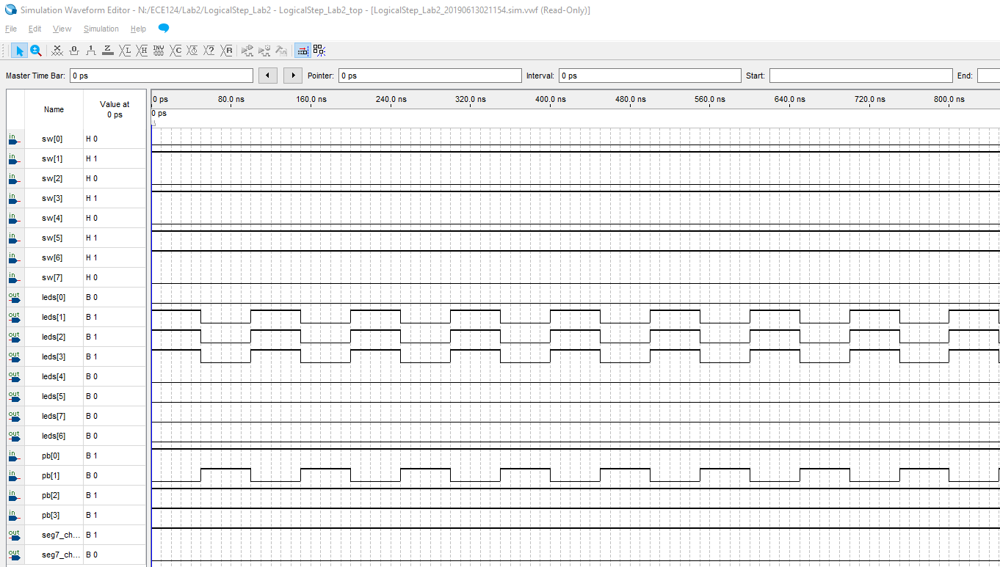 Simulation Waveform Editor - N:/ECE124/Lab2/LogicalStep_Lab2 - LogicalStep_Lab2_top - [LogicalStep_Lab2_20190613021154.sim.vwf (Read-Only)]
File Edit View Simulation Help
Master Time Bar: 0 ps Pointer: 0 ps Interval: 0 ps Start: End:
Name Value at 0 ps
0 ps 80.0 ns 160.0 ns 240.0 ns 320.0 ns 400.0 ns 480.0 ns 560.0 ns 640.0 ns 720.0 ns 800.0 ns
0 ps
in sw[0] H 0
in sw[1] H 1
in sw[2] H 0
in sw[3] H 1
in sw[4] H 0
in sw[5] H 1
in sw[6] H 1
in sw[7] H 0
out leds[0] B 0
out leds[1] B 1
out leds[2] B 1
out leds[3] B 1
out leds[4] B 0
out leds[5] B 0
out leds[7] B 0
out leds[6] B 0
in pb[0] B 1
in pb[1] B 0
in pb[2] B 1
in pb[3] B 1
out seg7_ch... B 1
out seg7_ch... B 0